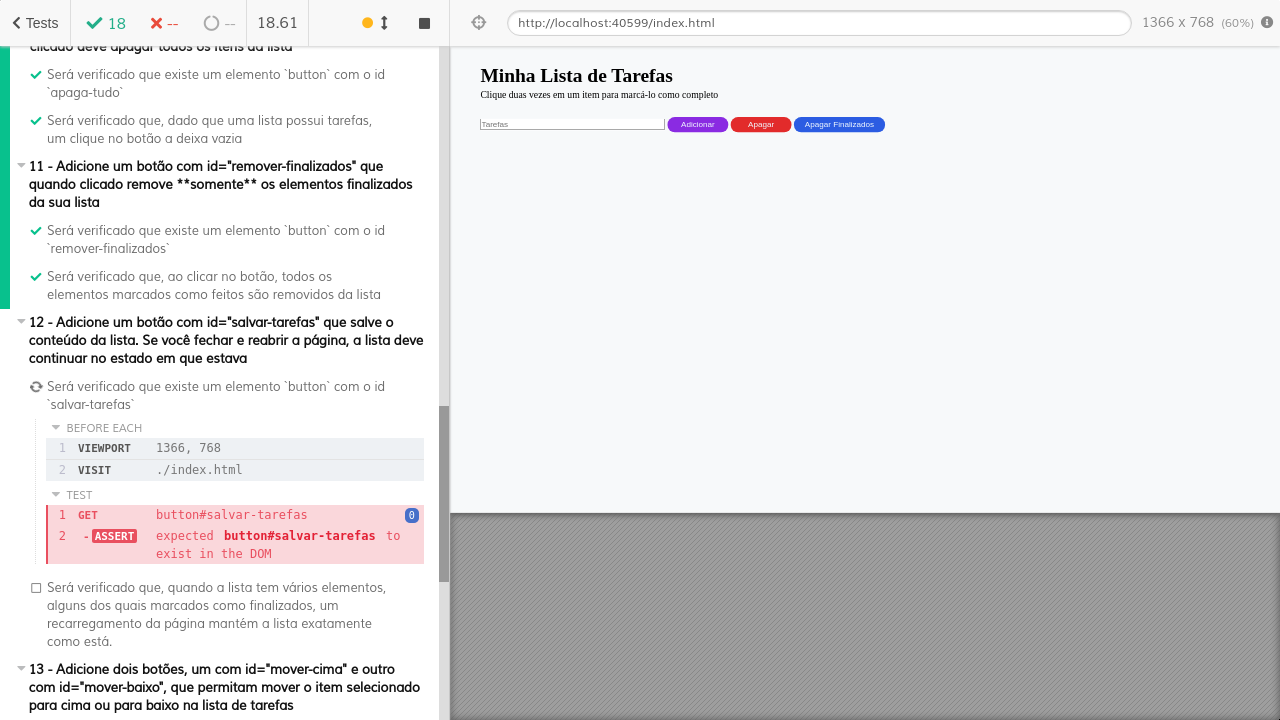 Tests
18
--
--
18.61
http://localhost:40599/index.html
1366 x 768 (60%)
clicado deve apagar todos os itens da lista
Será verificado que existe um elemento `button` com o id
`apaga-tudo`
Será verificado que, dado que uma lista possui tarefas,
um clique no botão a deixa vazia
11 - Adicione um botão com id="remover-finalizados" que
quando clicado remove **somente** os elementos finalizados
da sua lista
Será verificado que existe um elemento `button` com o id
`remover-finalizados`
Será verificado que, ao clicar no botão, todos os
elementos marcados como feitos são removidos da lista
12 - Adicione um botão com id="salvar-tarefas" que salve o
conteúdo da lista. Se você fechar e reabrir a página, a lista deve
continuar no estado em que estava
Será verificado que existe um elemento `button` com o id
`salvar-tarefas`
BEFORE EACH
1 VIEWPORT 1366, 768
2 VISIT ./index.html
TEST
1 GET button#salvar-tarefas 0
2 -ASSERT expected button#salvar-tarefas to
exist in the DOM
Será verificado que, quando a lista tem vários elementos,
alguns dos quais marcados como finalizados, um
recarregamento da página mantém a lista exatamente
como está.
13 - Adicione dois botões, um com id="mover-cima" e outro
com id="mover-baixo", que permitam mover o item selecionado
para cima ou para baixo na lista de tarefas
Minha Lista de Tarefas
Clique duas vezes em um item para marcá-lo como completo
Tarefas Adicionar Apagar Apagar Finalizados